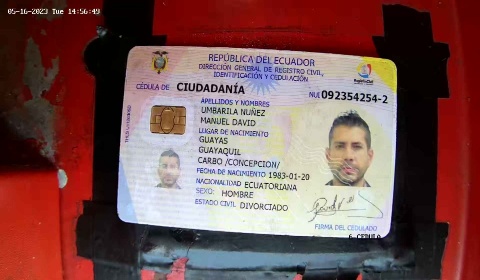 05-16-2023 Tue 14:56:49
REPÚBLICA DEL ECUADOR
DIRECCIÓN GENERAL DE REGISTRO CIVIL,
IDENTIFICACIÓN Y CEDULACIÓN
CÉDULA DE CIUDADANÍA
NUI 092354254-2
APELLIDOS Y NOMBRES
UMBARILA NUÑEZ
MANUEL DAVID
LUGAR DE NACIMIENTO
GUAYAS
GUAYAQUIL
CARBO /CONCEPCION/
FECHA DE NACIMIENTO 1983-01-20
NACIONALIDAD ECUATORIANA
SEXO HOMBRE
ESTADO CIVIL DIVORCIADO
FIRMA DEL CEDULADO